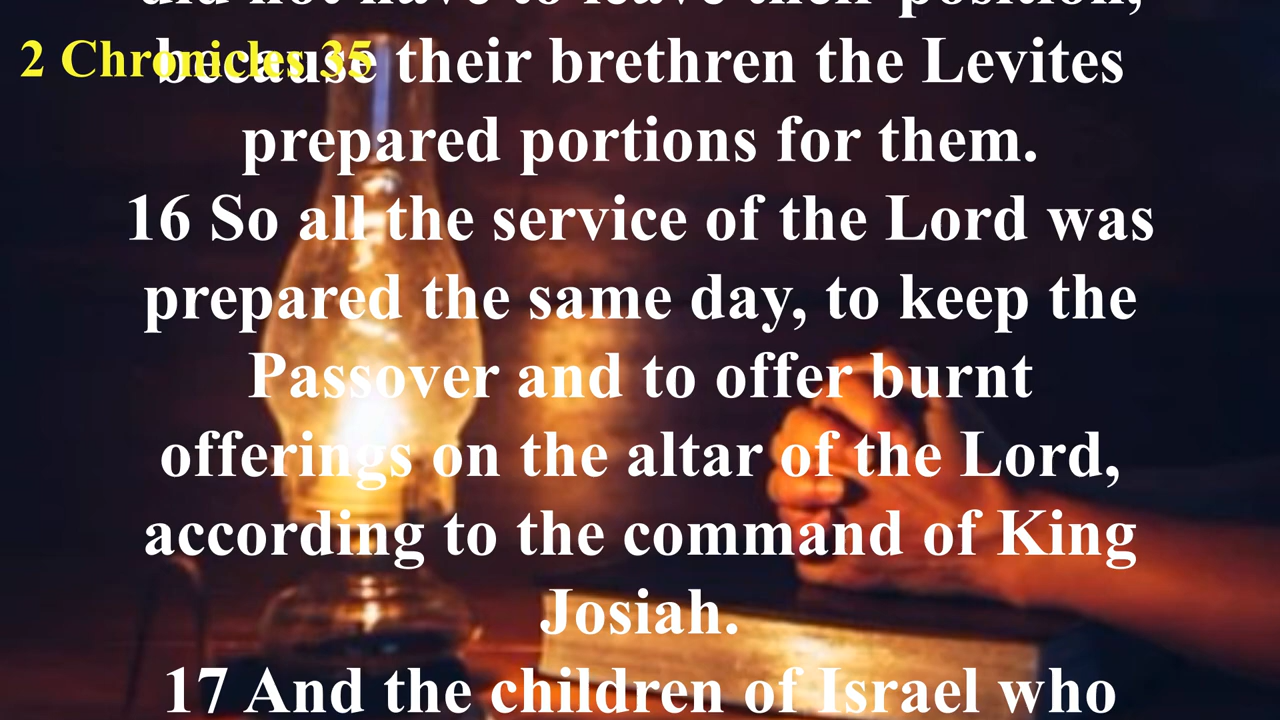 did not have to leave their position,
2 Chronicles 35
because their brethren the Levites
prepared portions for them.
16 So all the service of the Lord was
prepared the same day, to keep the
Passover and to offer burnt
offerings on the altar of the Lord,
according to the command of King
Josiah.
17 And the children of Israel who